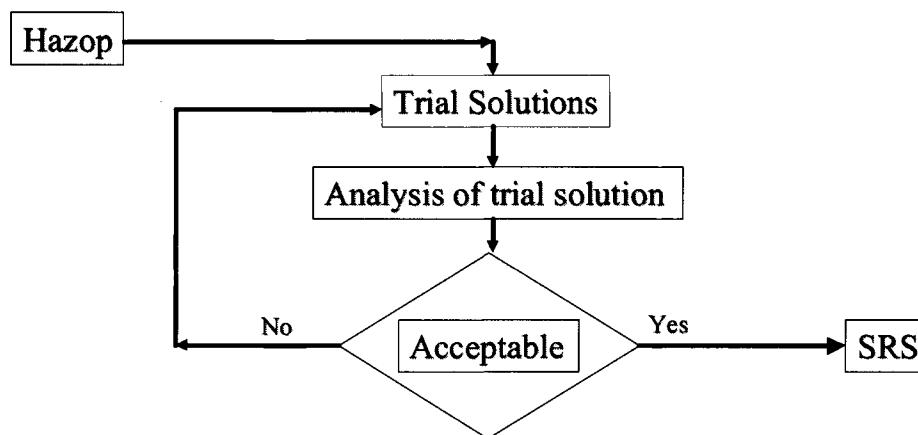 Hazop
Trial Solutions
Analysis of trial solution
No
Yes
Acceptable
SRS